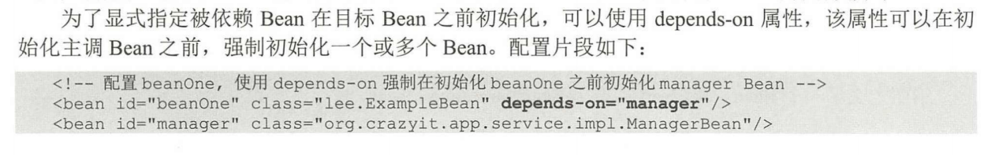 为了显式指定被依赖 Bean 在目标 Bean 之前初始化，可以使用 depends-on 属性，该属性可以在初
始化主调 Bean 之前，强制初始化一个或多个 Bean。配置片段如下：
<!-- 配置 beanOne, 使用 depends-on 强制在初始化 beanOne 之前初始化 manager Bean -->
<bean id="beanOne" class="lee.ExampleBean" depends-on="manager"/>
<bean id="manager" class="org.crazyit.app.service.impl.ManagerBean"/>